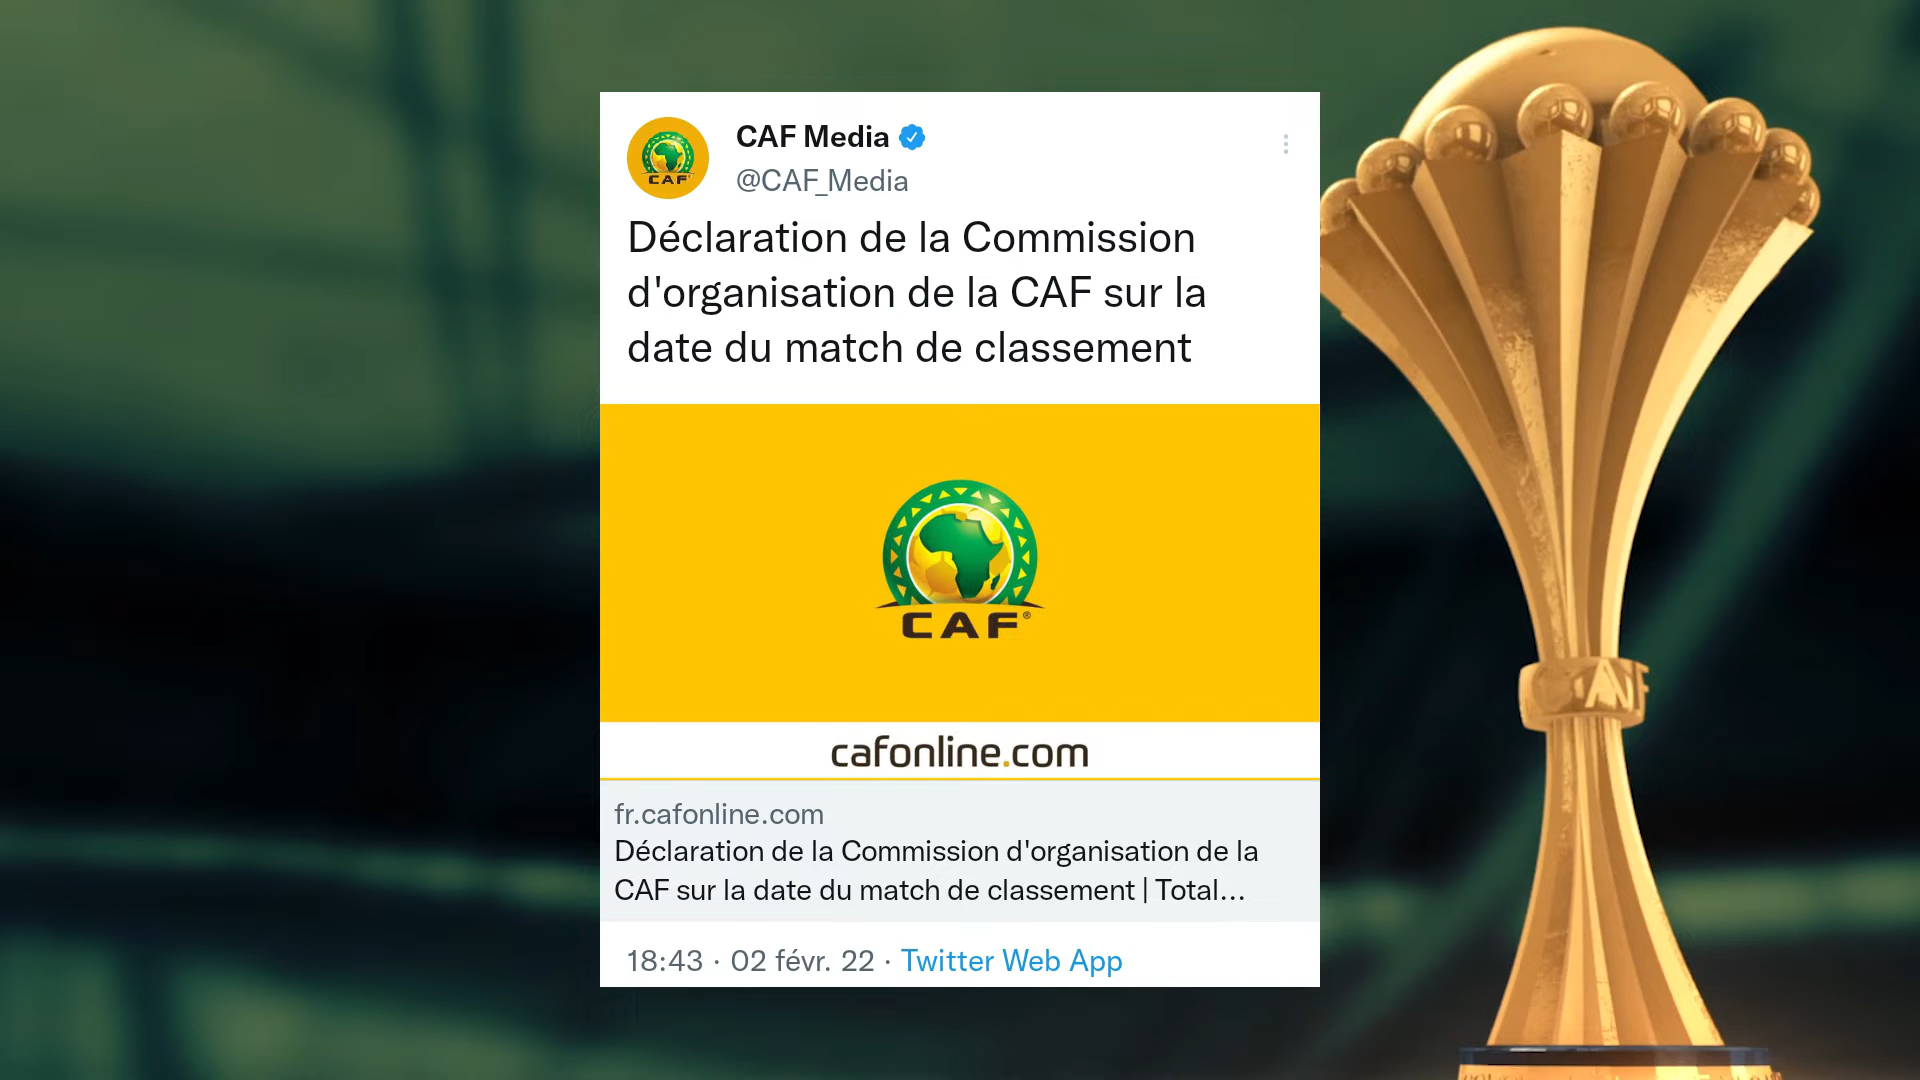 CAF Media
@CAF_Media
CAF
Déclaration de la Commission
d'organisation de la CAF sur la
date du match de classement
CAF®
cafonline.com
fr.cafonline.com
Déclaration de la Commission d'organisation de la
CAF sur la date du match de classement | Total...
18:43 · 02 févr. 22 · Twitter Web App